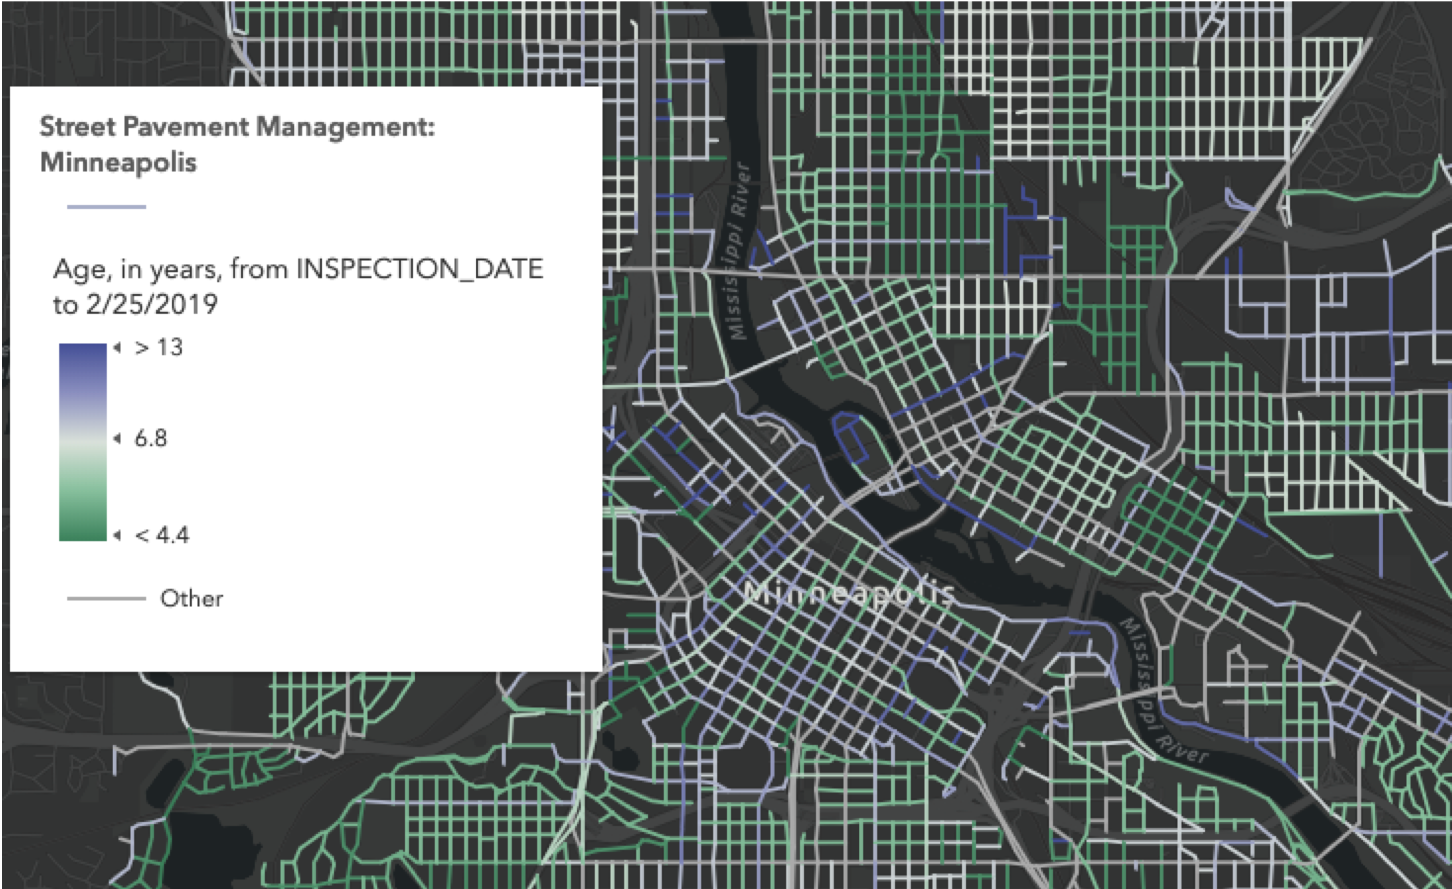 Street Pavement Management:
Minneapolis
Age, in years, from INSPECTION_DATE
to 2/25/2019
> 13
6.8
< 4.4
Other
Mississippi River
Minneapolis
Mississippi River